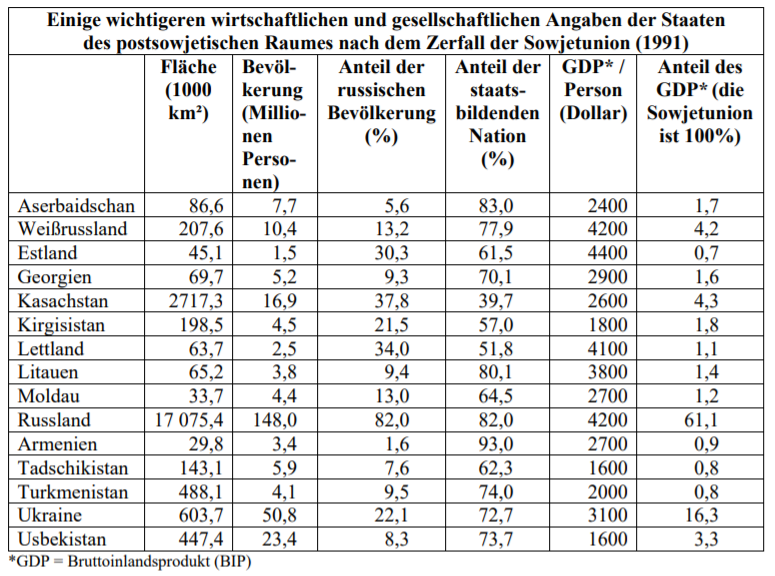 Einige wichtigeren wirtschaftlichen und gesellschaftlichen Angaben der Staaten
des postsowjetischen Raumes nach dem Zerfall der Sowjetunion (1991)
Fläche (1000 km²) Bevöl-kerung (Millio-nen Perso-nen) Anteil der russischen Bevölkerung (%) Anteil der staats-bildenden Nation (%) GDP* / Person (Dollar) Anteil des GDP* (die Sowjetunion ist 100%)
Aserbaidschan 86,6 7,7 5,6 83,0 2400 1,7
Weißrussland 207,6 10,4 13,2 77,9 4200 4,2
Estland 45,1 1,5 30,3 61,5 4400 0,7
Georgien 69,7 5,2 9,3 70,1 2900 1,6
Kasachstan 2717,3 16,9 37,8 39,7 2600 4,3
Kirgisistan 198,5 4,5 21,5 57,0 1800 1,8
Lettland 63,7 2,5 34,0 51,8 4100 1,1
Litauen 65,2 3,8 9,4 80,1 3800 1,4
Moldau 33,7 4,4 13,0 64,5 2700 1,2
Russland 17 075,4 148,0 82,0 82,0 4200 61,1
Armenien 29,8 3,4 1,6 93,0 2700 0,9
Tadschikistan 143,1 5,9 7,6 62,3 1600 0,8
Turkmenistan 488,1 4,1 9,5 74,0 2000 0,8
Ukraine 603,7 50,8 22,1 72,7 3100 16,3
Usbekistan 447,4 23,4 8,3 73,7 1600 3,3
*GDP = Bruttoinlandsprodukt (BIP)